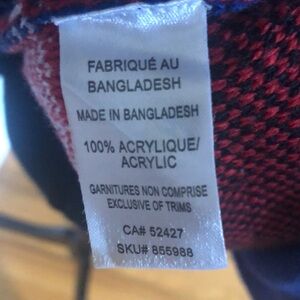 FABRIQUÉ AU
BANGLADESH
MADE IN BANGLADESH
100% ACRYLIQUE/
ACRYLIC
GARNITURES NON COMPRISE
EXCLUSIVE OF TRIMS
CA# 52427
SKU# 855988